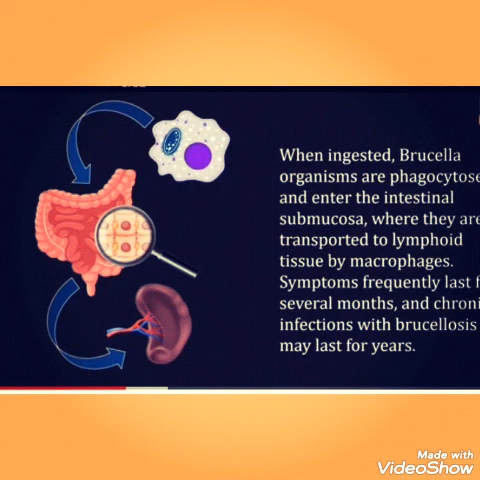 When ingested, Brucella
organisms are phagocytose
and enter the intestinal
submucosa, where they are
transported to lymphoid
tissue by macrophages.
Symptoms frequently last f
several months, and chroni
infections with brucellosis
may last for years.
Made with
VideoShow